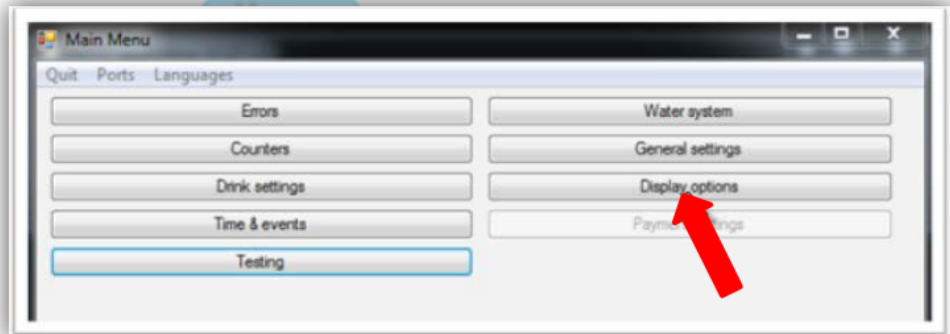 Main Menu
Quit Ports Languages
Errors
Water system
Counters
General settings
Drink settings
Display options
Time & events
Testing